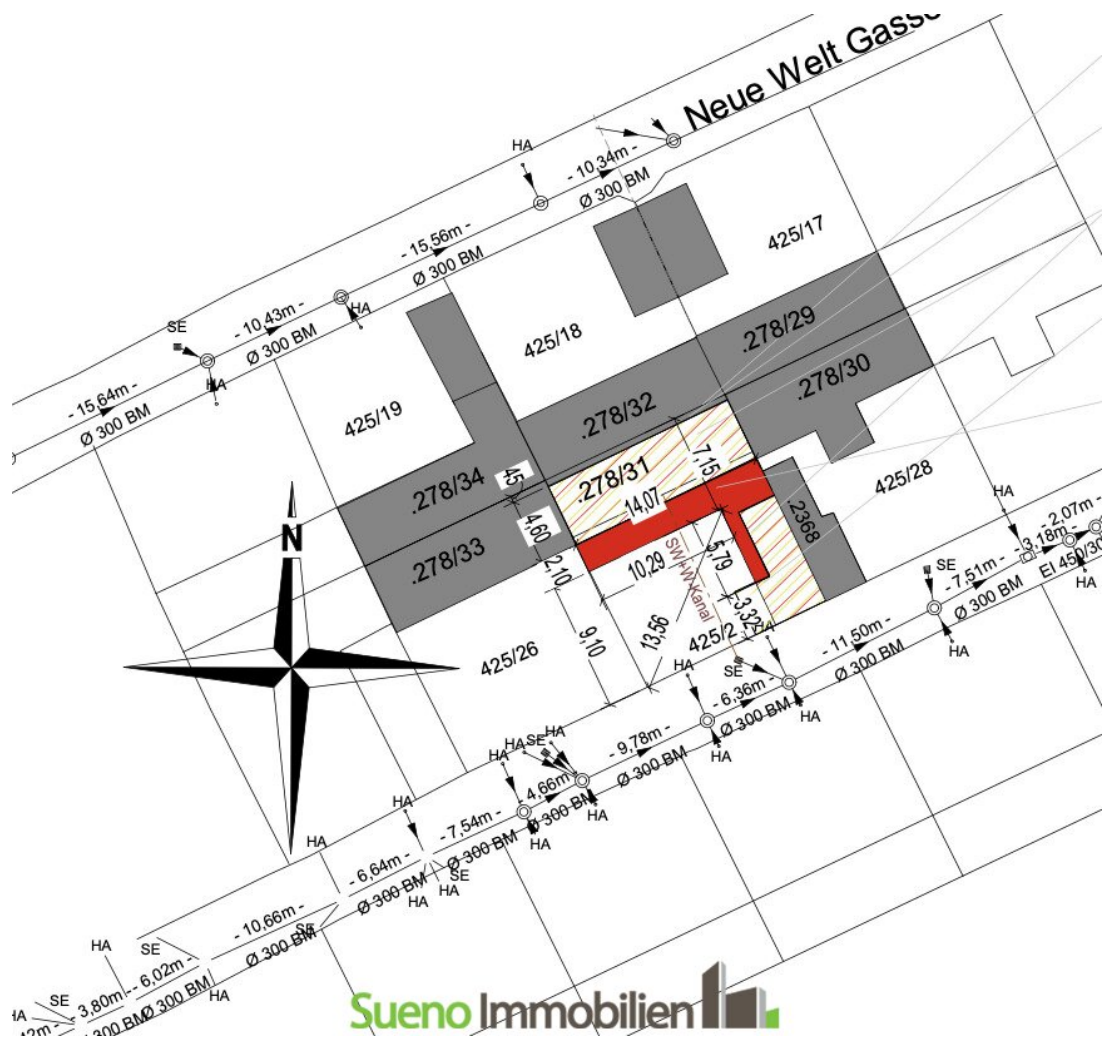 Neue Welt Gasse
HA
- 10,34m -
Ø 300 BM
- 15,56m -
Ø 300 BM
425/17
SE
- 10,43m -
Ø 300 BM
HA
HA
425/18
.278/29
- 15,64m -
Ø 300 BM
425/19
.278/32
.278/30
.278/34
45
.278/31
14,07
7,15
425/28
.2368
HA
4,60
.278/33
2,10
10,29
SW+W Kanal
5,79
- 2,07m -
- 3,18m -
EI 450/30
HA
N
9,10
13,56
3,32
HA
425/2
SE
- 7,51m -
Ø 300 BM
HA
425/26
SE
- 11,50m -
Ø 300 BM
HA
- 6,36m -
Ø 300 BM
HA
HA
HA
SE
HA
- 9,78m -
Ø 300 BM
HA
HA
- 4,66m -
Ø 300 BM
HA
HA
- 7,54m -
Ø 300 BM
HA
HA
- 6,64m -
Ø 300 BM
SE
HA
HA
HA
- 10,66m -
Ø 300 BM
SE
HA
SE
- 6,02m -
Ø 300 BM
HA
SE
- 3,80m -
Ø 300 BM
HA
Sueno Immobilien